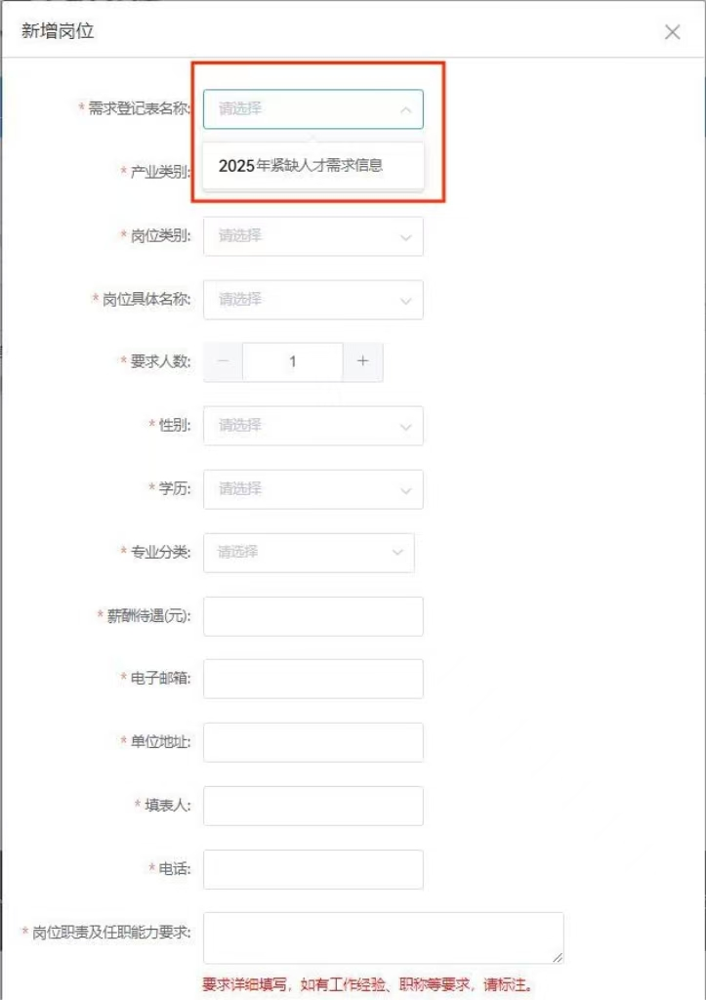 新增岗位
* 需求登记表名称: 请选择
2025年紧缺人才需求信息
* 产业类别:
* 岗位类别: 请选择
* 岗位具体名称: 请选择
* 要求人数: − 1 +
* 性别: 请选择
* 学历: 请选择
* 专业分类: 请选择
* 薪酬待遇(元):
* 电子邮箱:
* 单位地址:
* 填表人:
* 电话:
* 岗位职责及任职能力要求:
要求详细填写，如有工作经验、职称等要求，请标注。